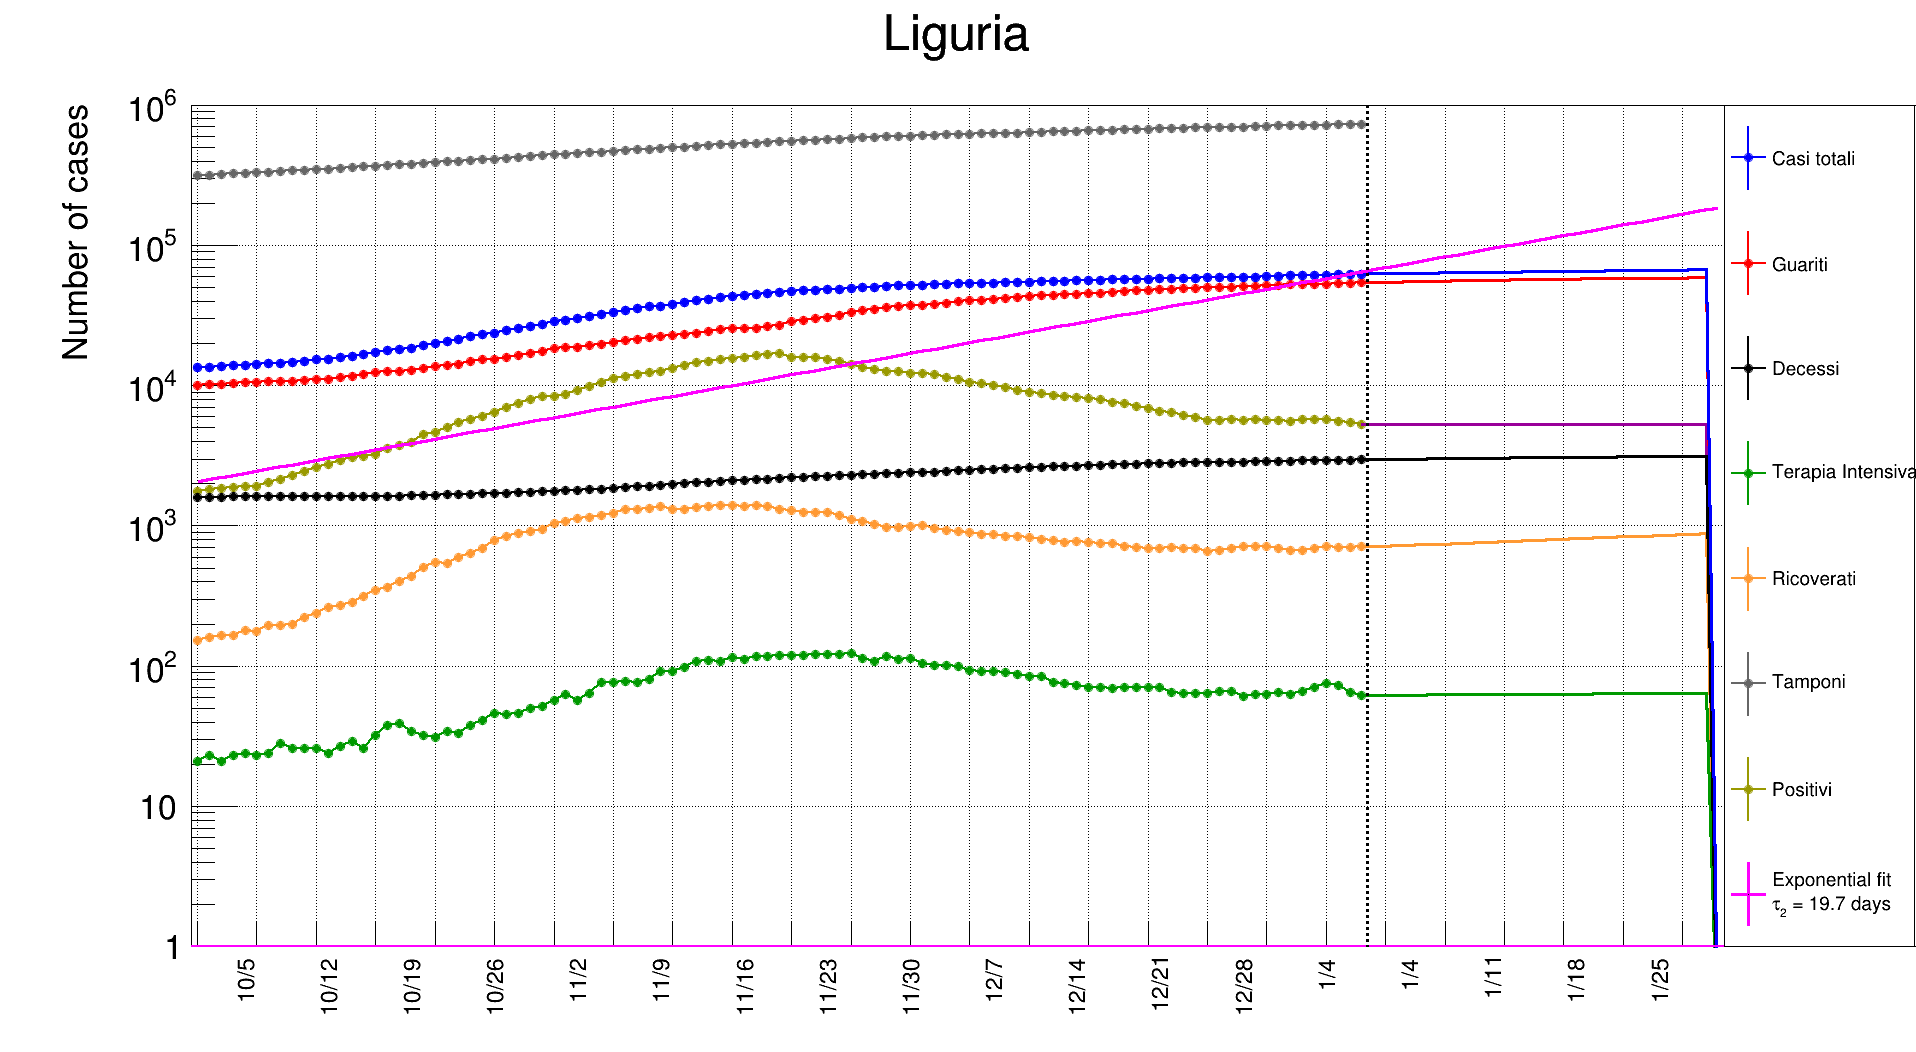 Liguria
Number of cases
10^6
10^5
10^4
10^3
10^2
10
1
10/5
10/12
10/19
10/26
11/2
11/9
11/16
11/23
11/30
12/7
12/14
12/21
12/28
1/4
1/4
1/11
1/18
1/25
Casi totali
Guariti
Decessi
Terapia Intensiva
Ricoverati
Tamponi
Positivi
Exponential fit
τ₂ = 19.7 days